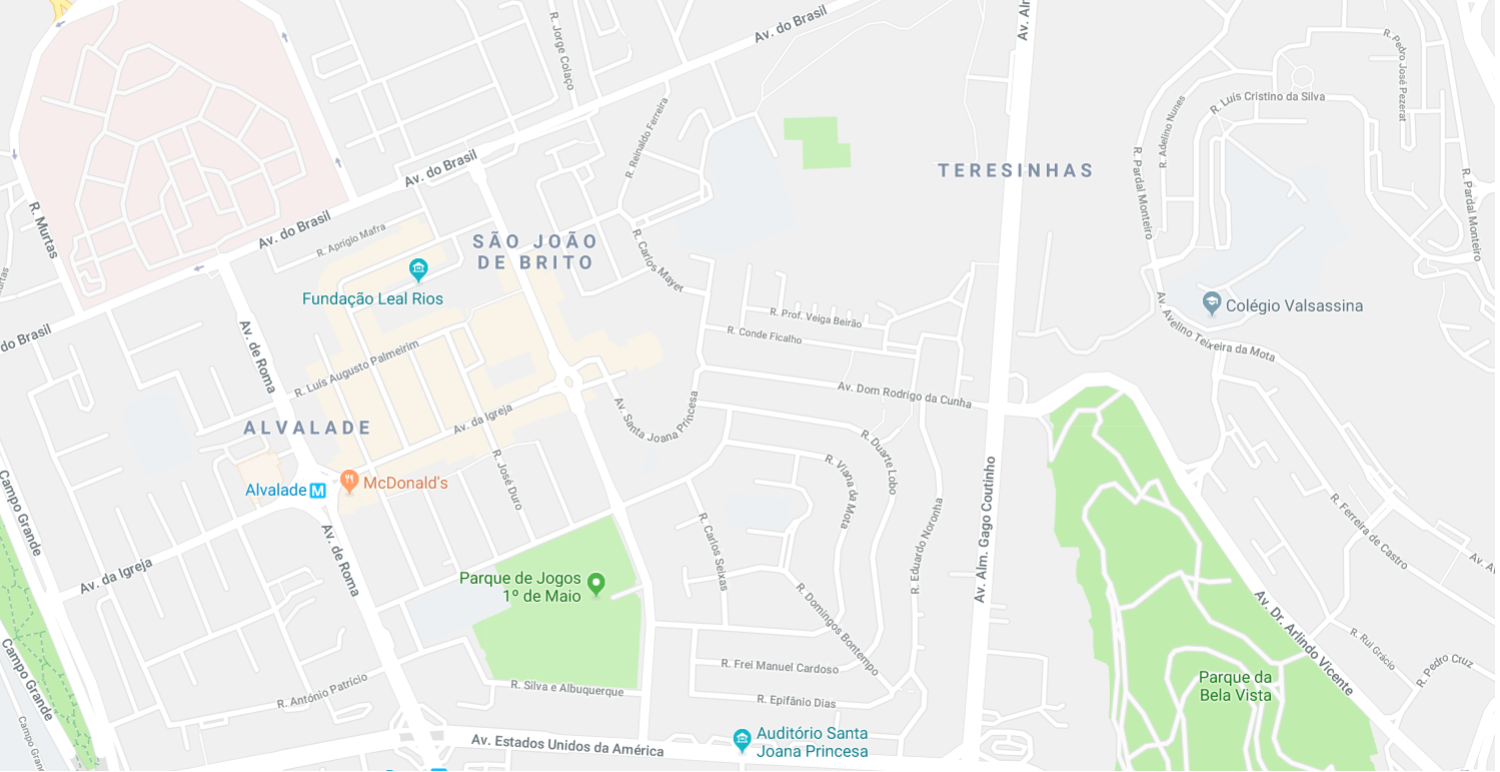 Av. do Brasil
Av. Alm
R. Jorge Colaço
R. Pedro José Pezerat
R. Luis Cristino da Silva
R. Adelino Nunes
R. Reinaldo Ferreira
Av. do Brasil
TERESINHAS
R. Pardal Monteiro
R. Pardal Monteiro
R. Murtas
Av. do Brasil
R. Aprígio Mafra
SÃO JOÃO
DE BRITO
R. Carlos Mayet
Fundação Leal Rios
Colégio Valsassina
R. Prof. Veiga Beirão
R. Conde Ficalho
Av. Avelino Teixeira da Mota
do Brasil
Av. de Roma
R. Luís Augusto Palmeirim
Av. Dom Rodrigo da Cunha
Av. da Igreja
Av. Santa Joana Princesa
ALVALADE
R. Duarte Lobo
R. Viana da Mota
R. José Duro
McDonald's
Alvalade M
Campo Grande
R. Eduardo Noronha
Av. Alm. Gago Coutinho
R. Ferreira de Castro
R. Carlos Seixas
Av. de Roma
Av. da Igreja
Parque de Jogos
1º de Maio
R. Domingos Bontempo
Av. Dr. Arlindo Vicente
R. Rui Grácio
R. Pedro Cruz
Campo Grande
R. Frei Manuel Cardoso
Parque da
Bela Vista
R. António Patrício
R. Silva e Albuquerque
R. Epifânio Dias
Av. Estados Unidos da América
Auditório Santa
Joana Princesa